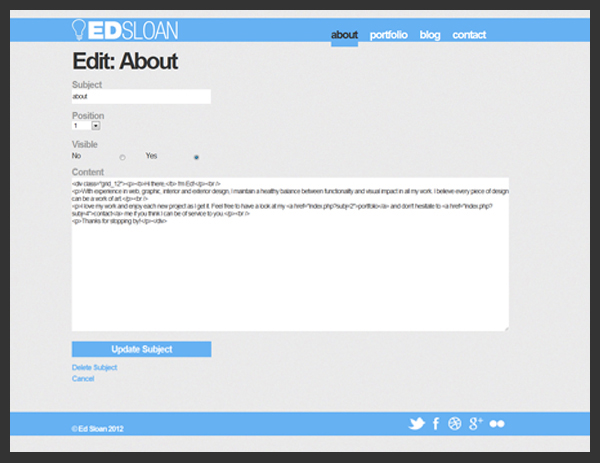 EDSLOAN
about portfolio blog contact
Edit: About
Subject
about
Position
1
Visible
No Yes
Content
<div class="grid_12"><p><b>Hi there,</b> I'm Ed!</p><br />
<p>With experience in web, graphic, interior and exterior design, I maintain a healthy balance between functionality and visual impact in all my work. I believe every piece of design
can be a work of art.</p><br />
<p>I love my work and enjoy each new project as I get it. Feel free to have a look at my <a href="index.php?subj=2">portfolio</a> and don't hesitate to <a href="index.php?
subj=4">contact</a> me if you think I can be of service to you.</p><br />
<p>Thanks for stopping by!</p></div>
Update Subject
Delete Subject
Cancel
© Ed Sloan 2012